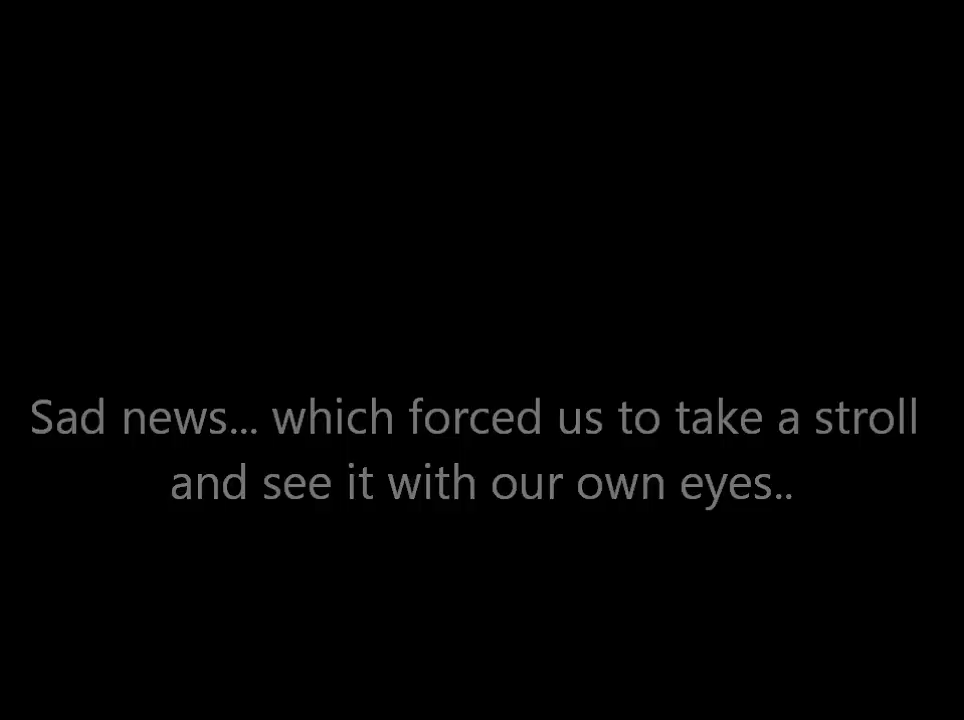 Sad news... which forced us to take a stroll
and see it with our own eyes..